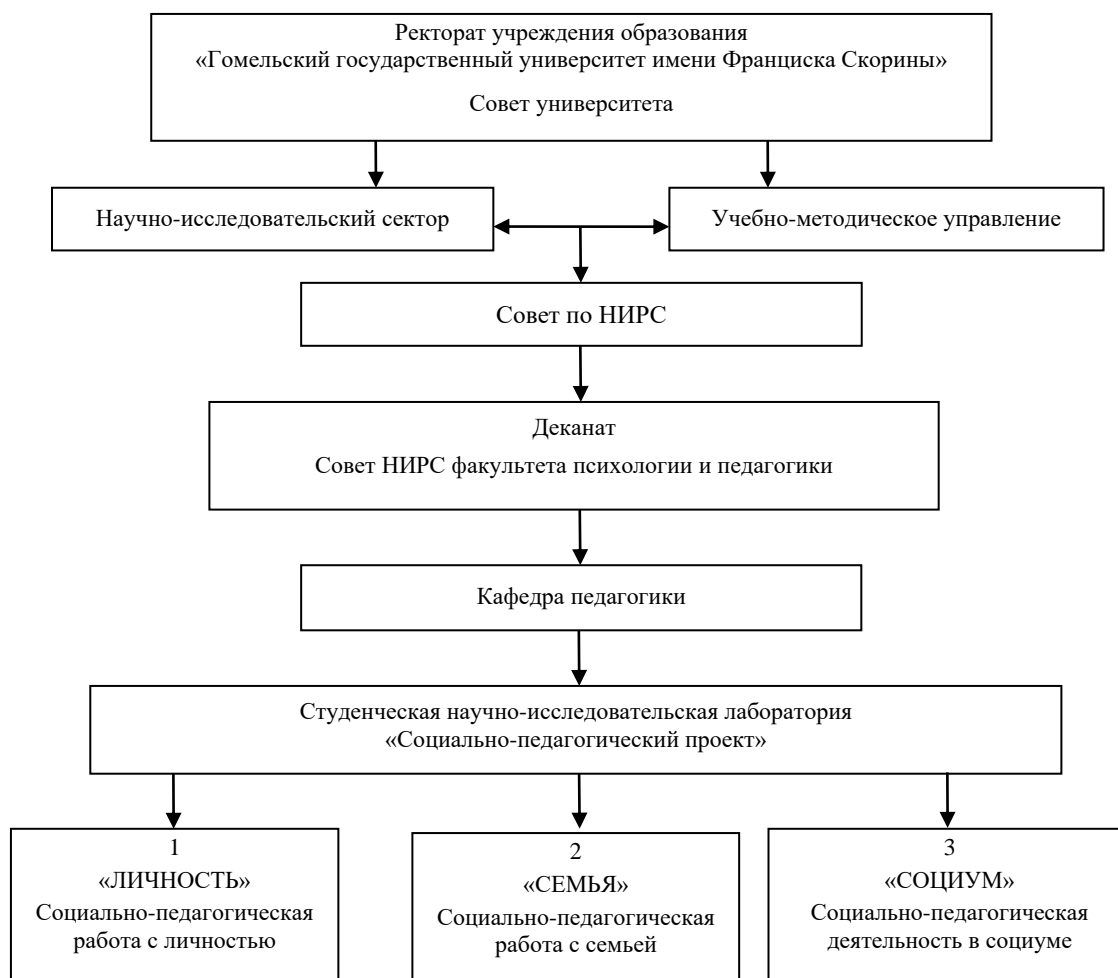 Ректорат учреждения образования
«Гомельский государственный университет имени Франциска Скорины»
Совет университета
Научно-исследовательский сектор
Учебно-методическое управление
Совет по НИРС
Деканат
Совет НИРС факультета психологии и педагогики
Кафедра педагогики
Студенческая научно-исследовательская лаборатория
«Социально-педагогический проект»
1
«ЛИЧНОСТЬ»
Социально-педагогическая
работа с личностью
2
«СЕМЬЯ»
Социально-педагогическая
работа с семьей
3
«СОЦИУМ»
Социально-педагогическая
деятельность в социуме